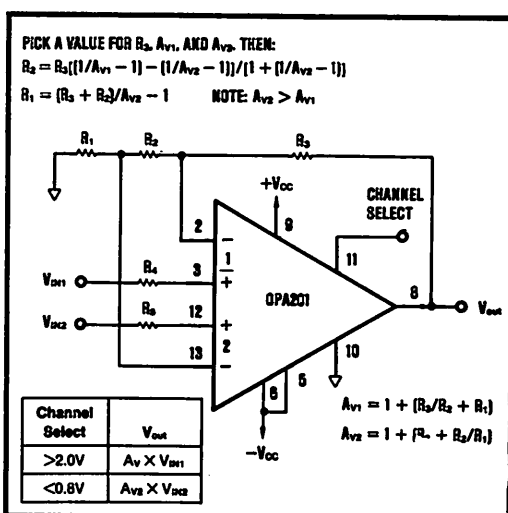 PICK A VALUE FOR R₃, Aᵥ₁, AND Aᵥ₂, THEN:
R₂ = R₃[(1/Aᵥ₁ − 1) − (1/Aᵥ₂ − 1)]/[1 + (1/Aᵥ₂ − 1)]
R₁ = (R₃ + R₂)/Aᵥ₂ − 1 NOTE: Aᵥ₂ > Aᵥ₁
R₁ R₂ R₃
+Vcc
CHANNEL
SELECT
2 − 9
1 11
VIN1 R₄ 3 +
OPA201 8 Vout
VIN2 R₅ 12 +
2
13 − 10
6 5
−Vcc
Aᵥ₁ = 1 + (R₃/R₂ + R₁)
Aᵥ₂ = 1 + + R₂/R₁)
Channel
Select Vout
>2.0V Aᵥ X VIN1
<0.8V Aᵥ₂ X VIN2